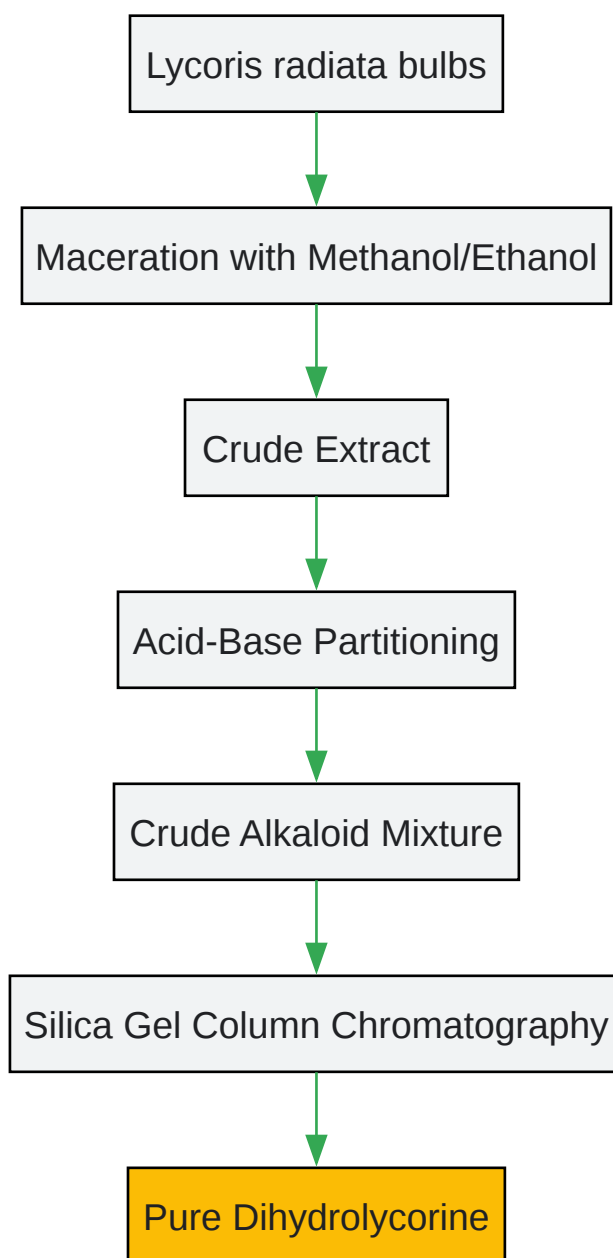 Lycoris radiata bulbs
Maceration with Methanol/Ethanol
Crude Extract
Acid-Base Partitioning
Crude Alkaloid Mixture
Silica Gel Column Chromatography
Pure Dihydrolycorine